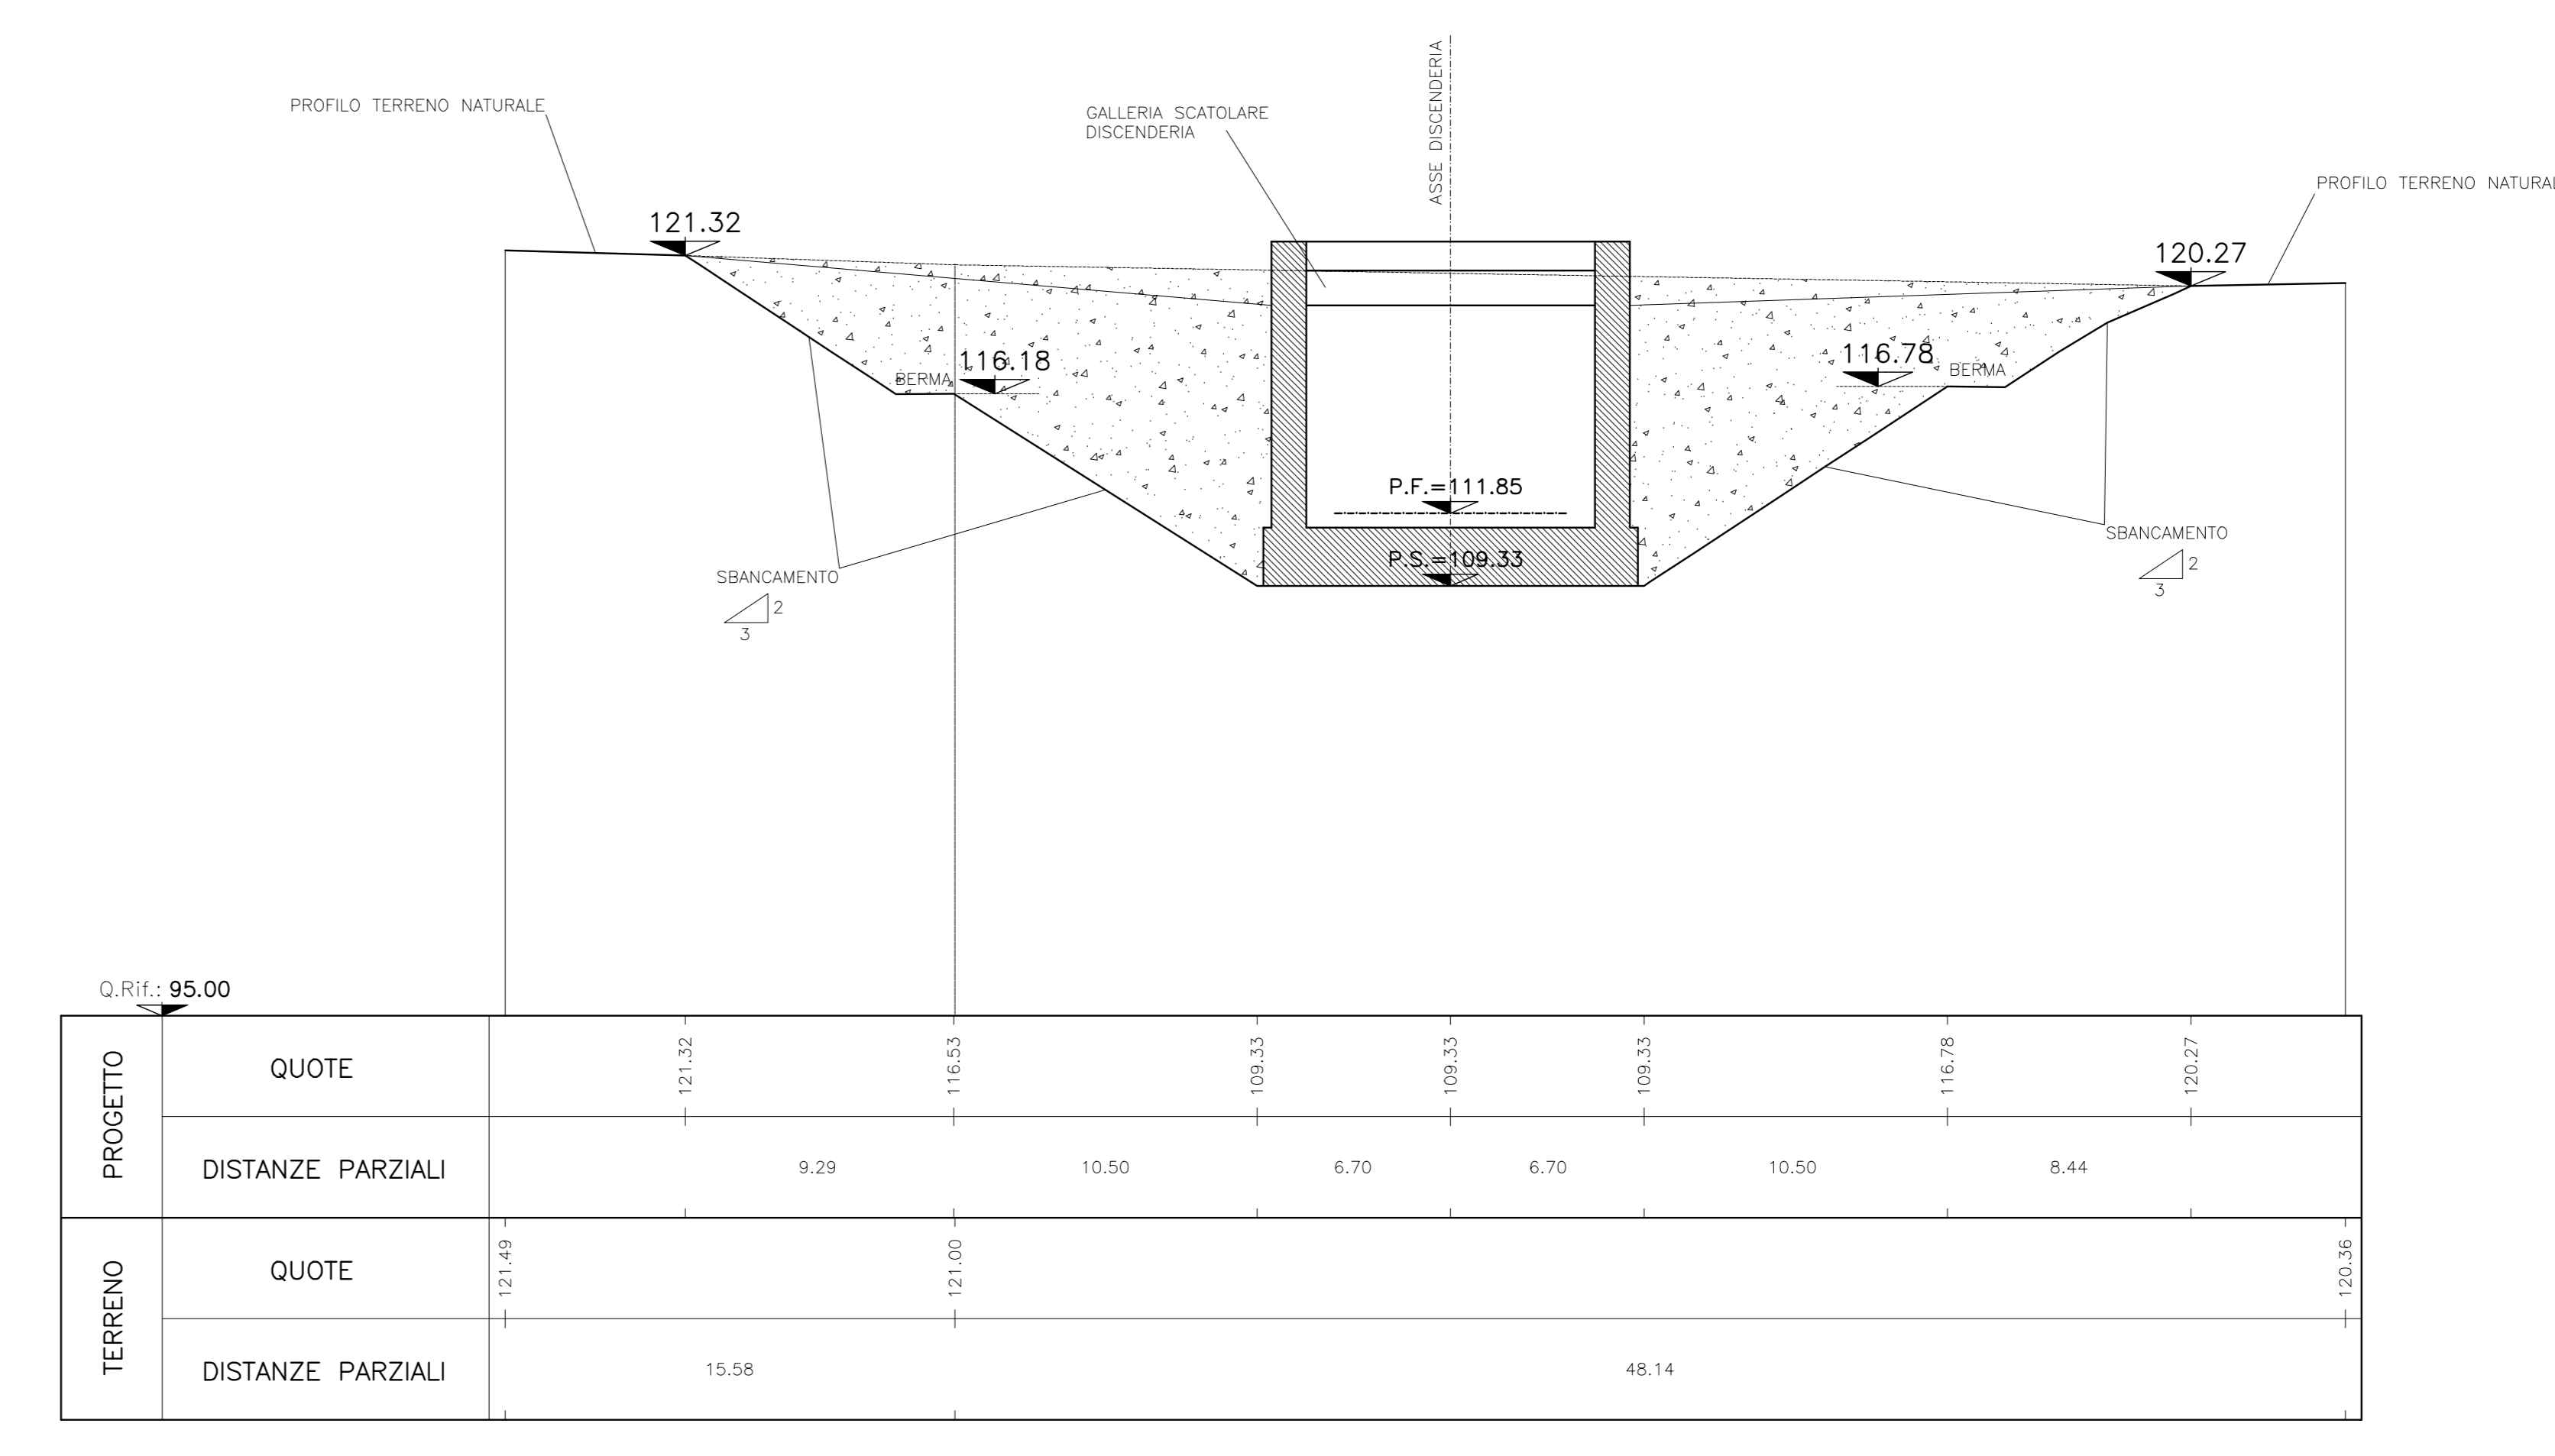 ASSE DISCENDERIA
PROFILO TERRENO NATURALE
GALLERIA SCATOLARE
DISCENDERIA
PROFILO TERRENO NATURAL
121.32
120.27
116.18
BERMA
116.78
BERMA
P.F.=111.85
P.S.=109.33
SBANCAMENTO
2
3
SBANCAMENTO
2
3
Q.Rif.: 95.00
PROGETTO
QUOTE
121.32 116.53 109.33 109.33 109.33 116.78 120.27
DISTANZE PARZIALI
9.29 10.50 6.70 6.70 10.50 8.44
TERRENO
QUOTE
121.49 121.00 120.36
DISTANZE PARZIALI
15.58 48.14